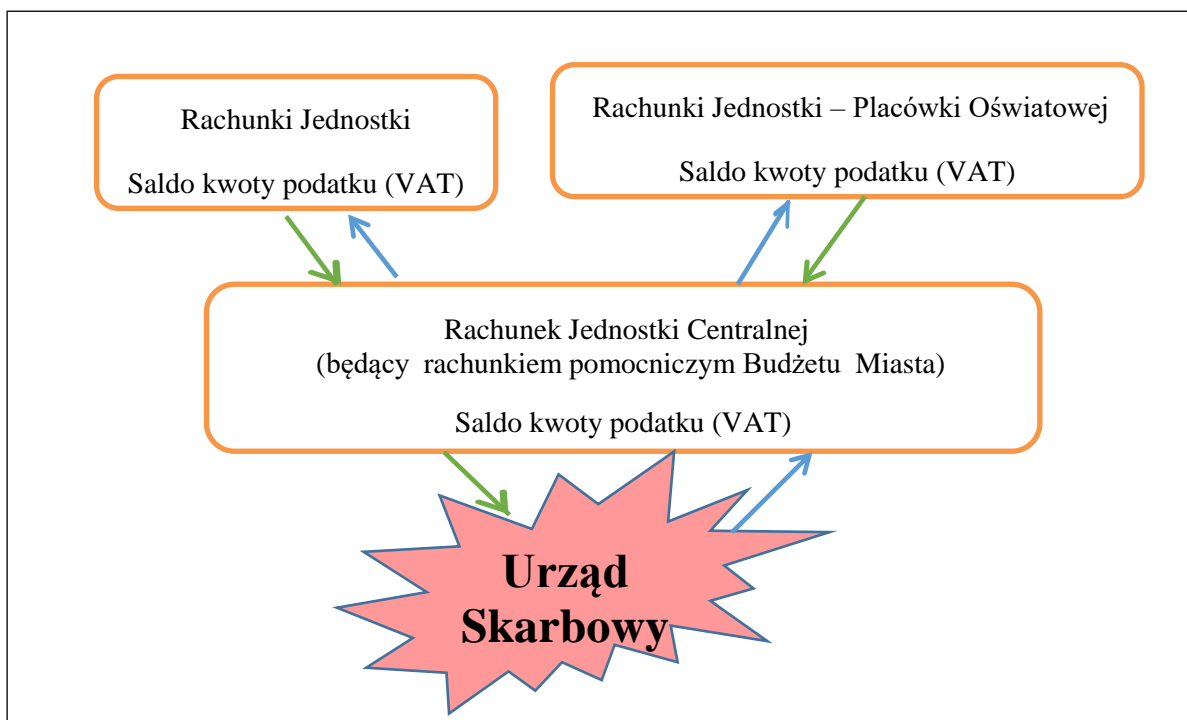 Rachunki Jednostki
Saldo kwoty podatku (VAT)
Rachunki Jednostki – Placówki Oświatowej
Saldo kwoty podatku (VAT)
Rachunek Jednostki Centralnej
(będący rachunkiem pomocniczym Budżetu Miasta)
Saldo kwoty podatku (VAT)
Urząd
Skarbowy